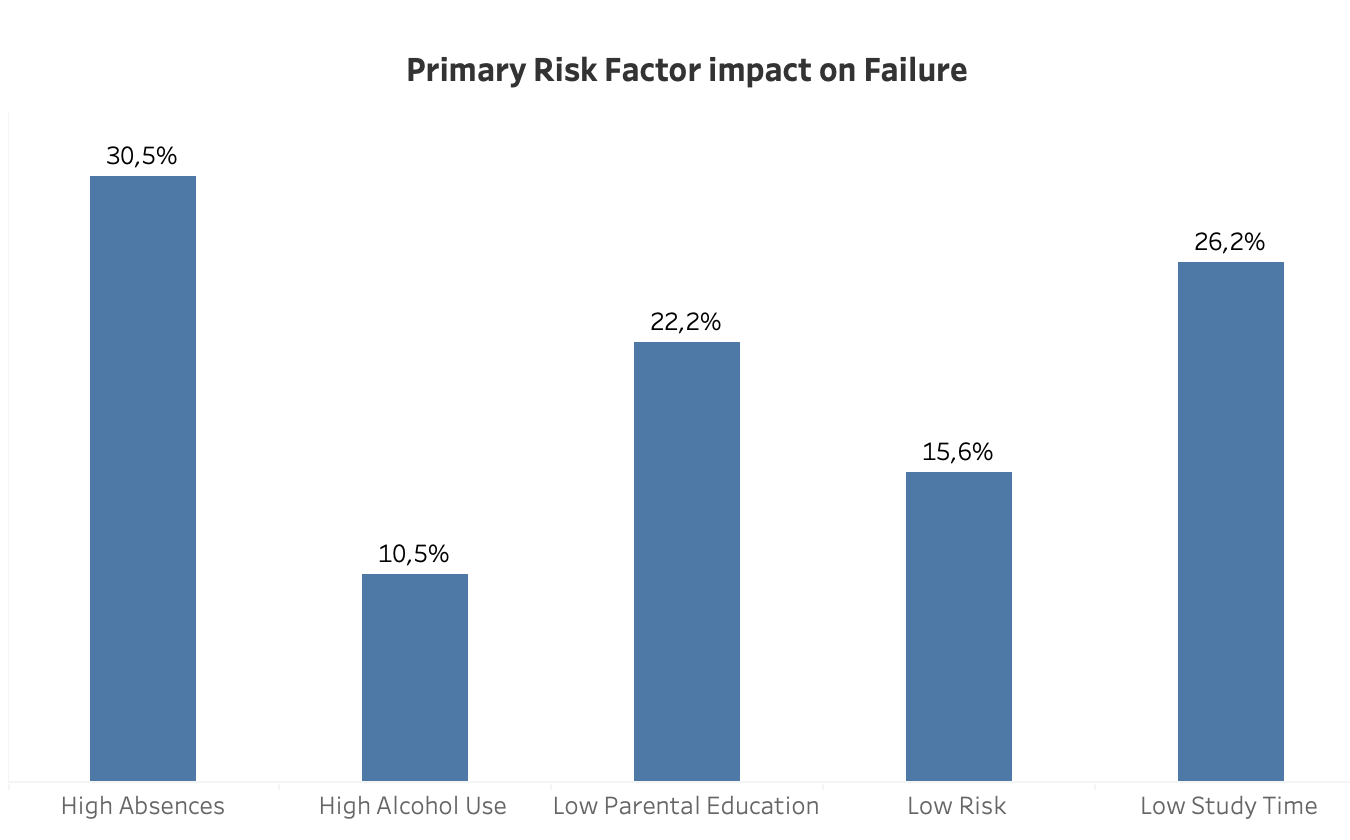 Primary Risk Factor impact on Failure
30,5%
10,5%
22,2%
15,6%
26,2%
High Absences
High Alcohol Use
Low Parental Education
Low Risk
Low Study Time